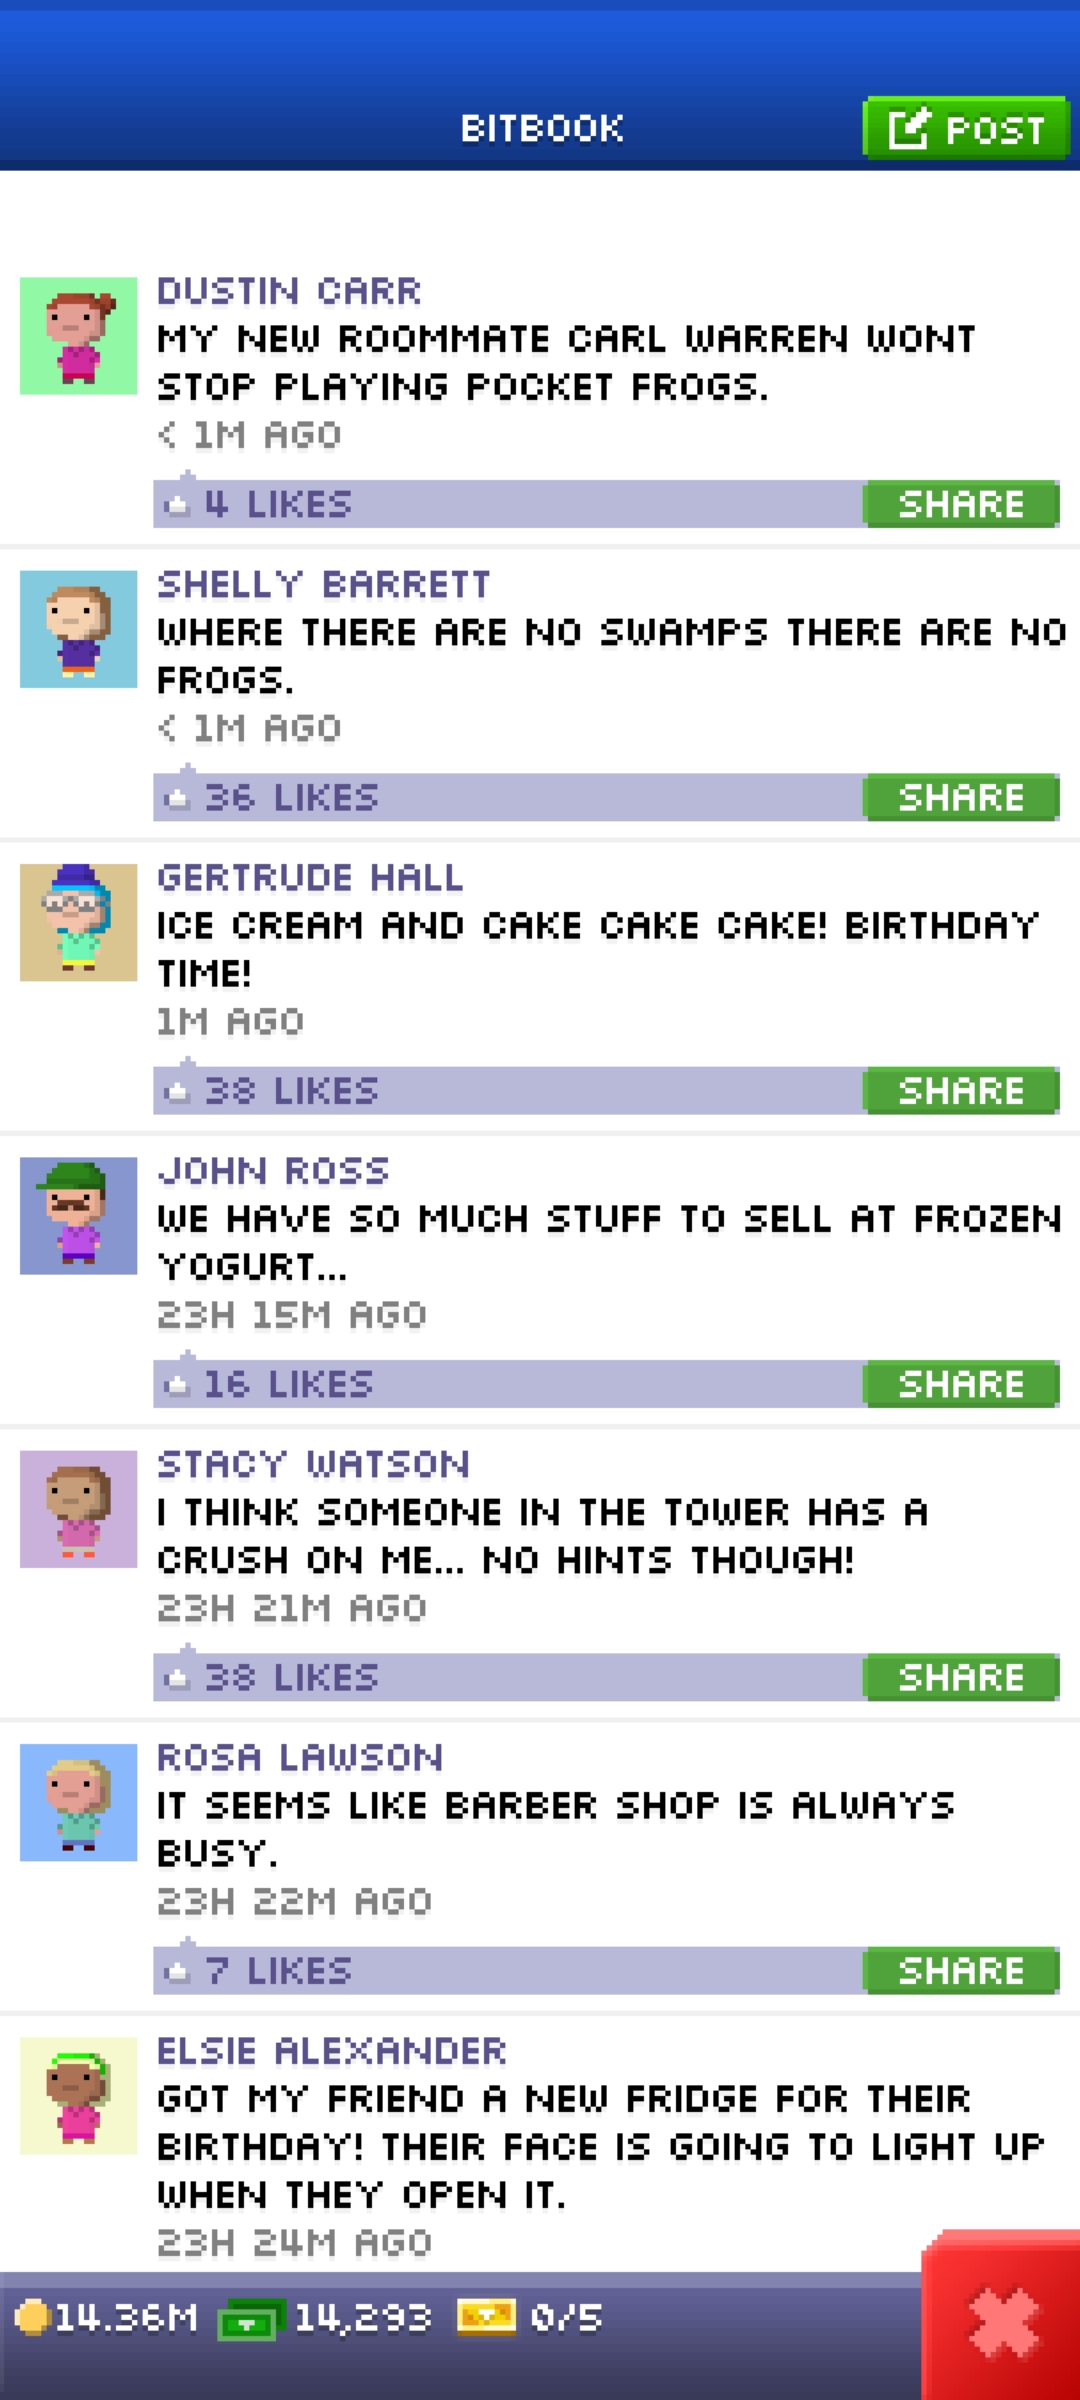 BITBOOK
POST
DUSTIN CARR
MY NEW ROOMMATE CARL WARREN WONT
STOP PLAYING POCKET FROGS.
< 1M AGO
4 LIKES
SHARE
SHELLY BARRETT
WHERE THERE ARE NO SWAMPS THERE ARE NO
FROGS.
< 1M AGO
36 LIKES
SHARE
GERTRUDE HALL
ICE CREAM AND CAKE CAKE CAKE! BIRTHDAY
TIME!
1M AGO
38 LIKES
SHARE
JOHN ROSS
WE HAVE SO MUCH STUFF TO SELL AT FROZEN
YOGURT...
23H 15M AGO
16 LIKES
SHARE
STACY WATSON
I THINK SOMEONE IN THE TOWER HAS A
CRUSH ON ME... NO HINTS THOUGH!
23H 21M AGO
38 LIKES
SHARE
ROSA LAWSON
IT SEEMS LIKE BARBER SHOP IS ALWAYS
BUSY.
23H 22M AGO
7 LIKES
SHARE
ELSIE ALEXANDER
GOT MY FRIEND A NEW FRIDGE FOR THEIR
BIRTHDAY! THEIR FACE IS GOING TO LIGHT UP
WHEN THEY OPEN IT.
23H 24M AGO
14.36M 14,293 0/5